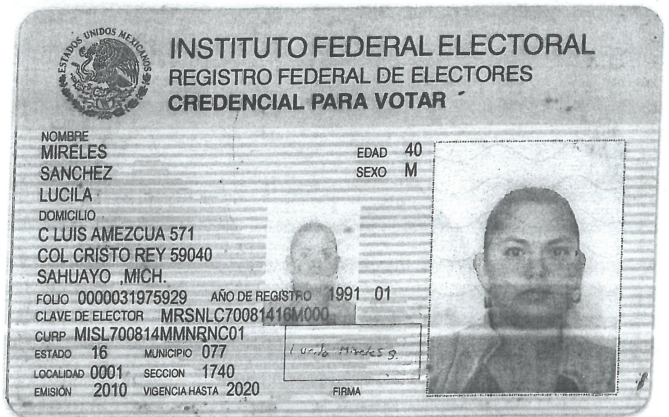 ESTADOS UNIDOS MEXICANOS
INSTITUTO FEDERAL ELECTORAL
REGISTRO FEDERAL DE ELECTORES
CREDENCIAL PARA VOTAR
NOMBRE
MIRELES
SANCHEZ
LUCILA
EDAD 40
SEXO M
DOMICILIO
C LUIS AMEZCUA 571
COL CRISTO REY 59040
SAHUAYO ,MICH.
FOLIO 0000031975929 AÑO DE REGISTRO 1991 01
CLAVE DE ELECTOR MRSNLC70081416M000
CURP MISL700814MMNRNC01
ESTADO 16 MUNICIPIO 077
LOCALIDAD 0001 SECCION 1740
EMISIÓN 2010 VIGENCIA HASTA 2020
Mireles S.
FIRMA